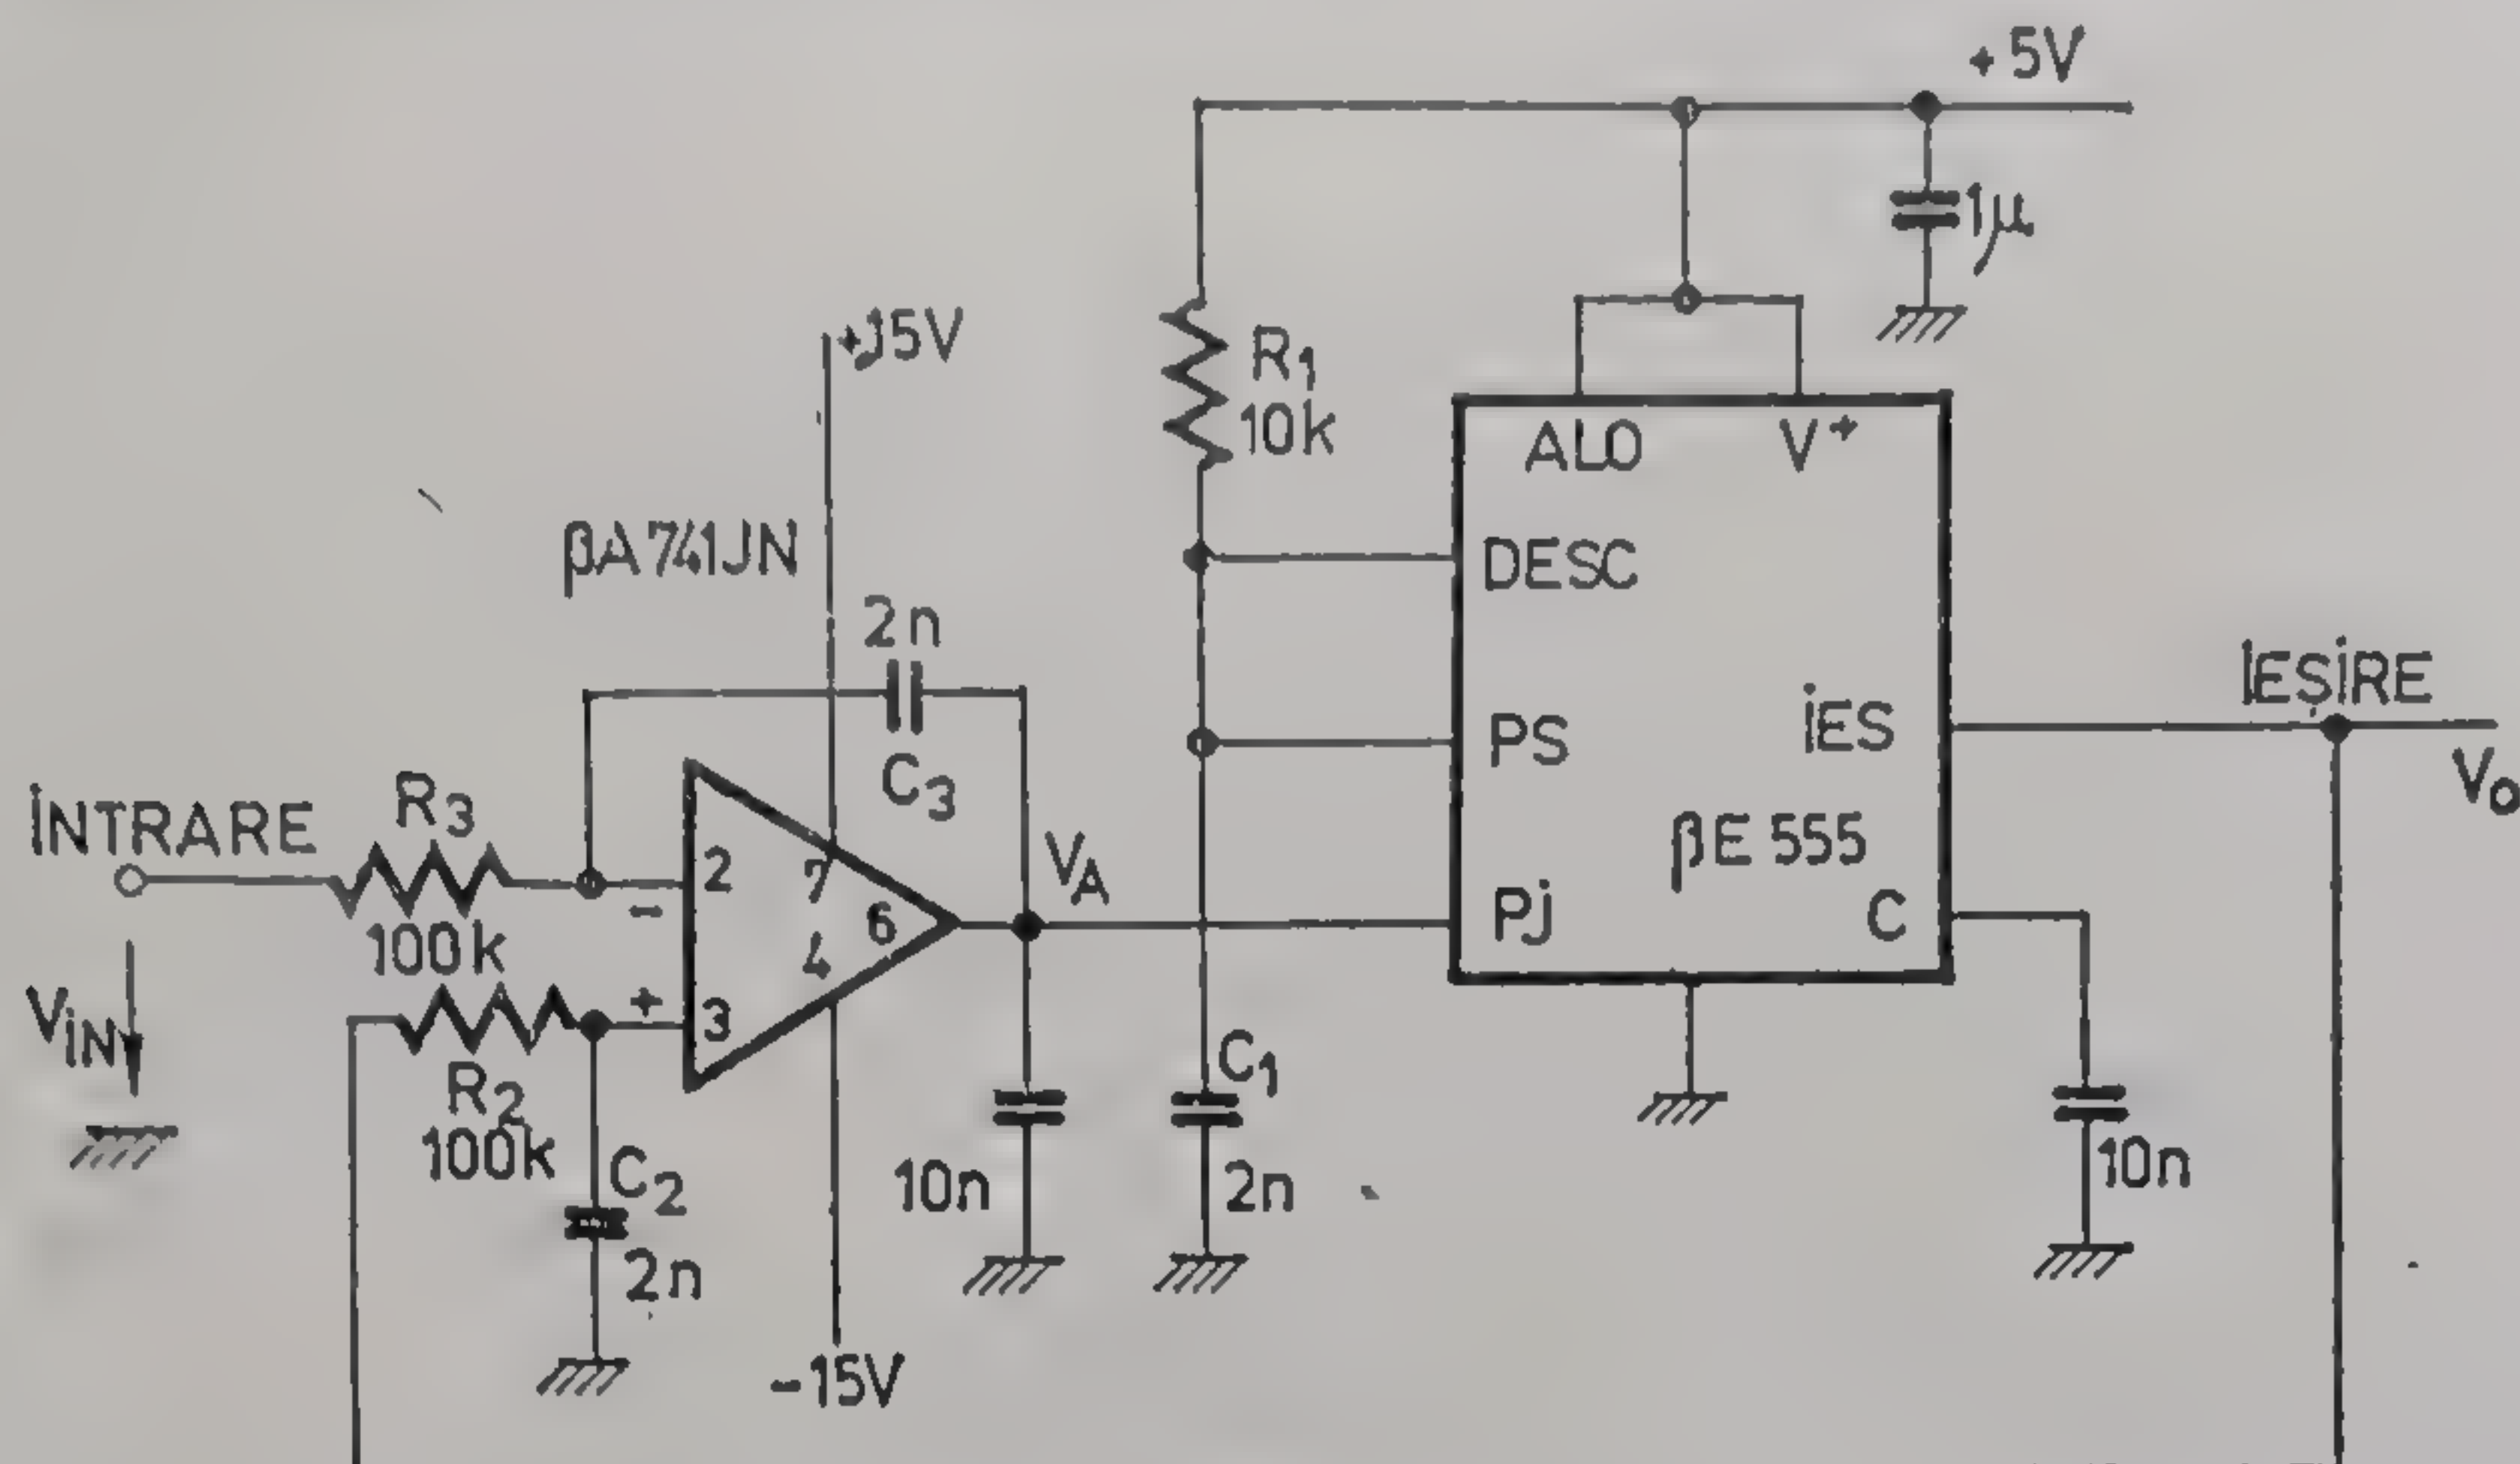 +5V
1µ
+15V
R1
10k
ALO
V+
βA741JN
DESC
2n
C3
PS
iES
IESIRE
Vo
INTRARE
R3
100k
2
7
6
4
3
-
+
VA
βE 555
Pj
C
ViN
R2
100k
C2
2n
10n
C1
2n
10n
-15V